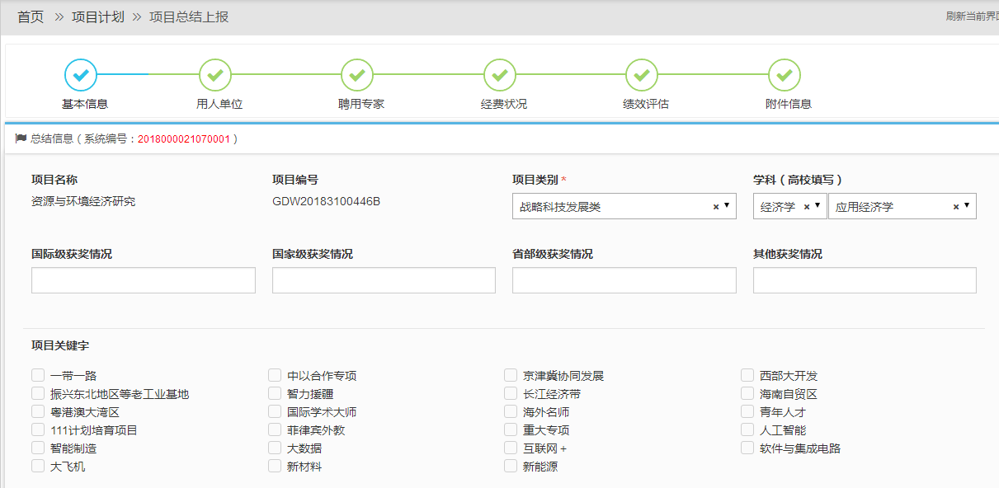 首页 » 项目计划 » 项目总结上报
刷新当前界
基本信息 用人单位 聘用专家 经费状况 绩效评估 附件信息
总结信息（系统编号：2018000021070001）
项目名称 项目编号 项目类别 * 学科（高校填写）
资源与环境经济研究 GDW20183100446B 战略科技发展类 × ▼ 经济学 × ▼ 应用经济学 × ▼
国际级获奖情况 国家级获奖情况 省部级获奖情况 其他获奖情况
项目关键字
一带一路 中以合作专项 京津冀协同发展 西部大开发
振兴东北地区等老工业基地 智力援疆 长江经济带 海南自贸区
粤港澳大湾区 国际学术大师 海外名师 青年人才
111计划培育项目 菲律宾外教 重大专项 人工智能
智能制造 大数据 互联网＋ 软件与集成电路
大飞机 新材料 新能源